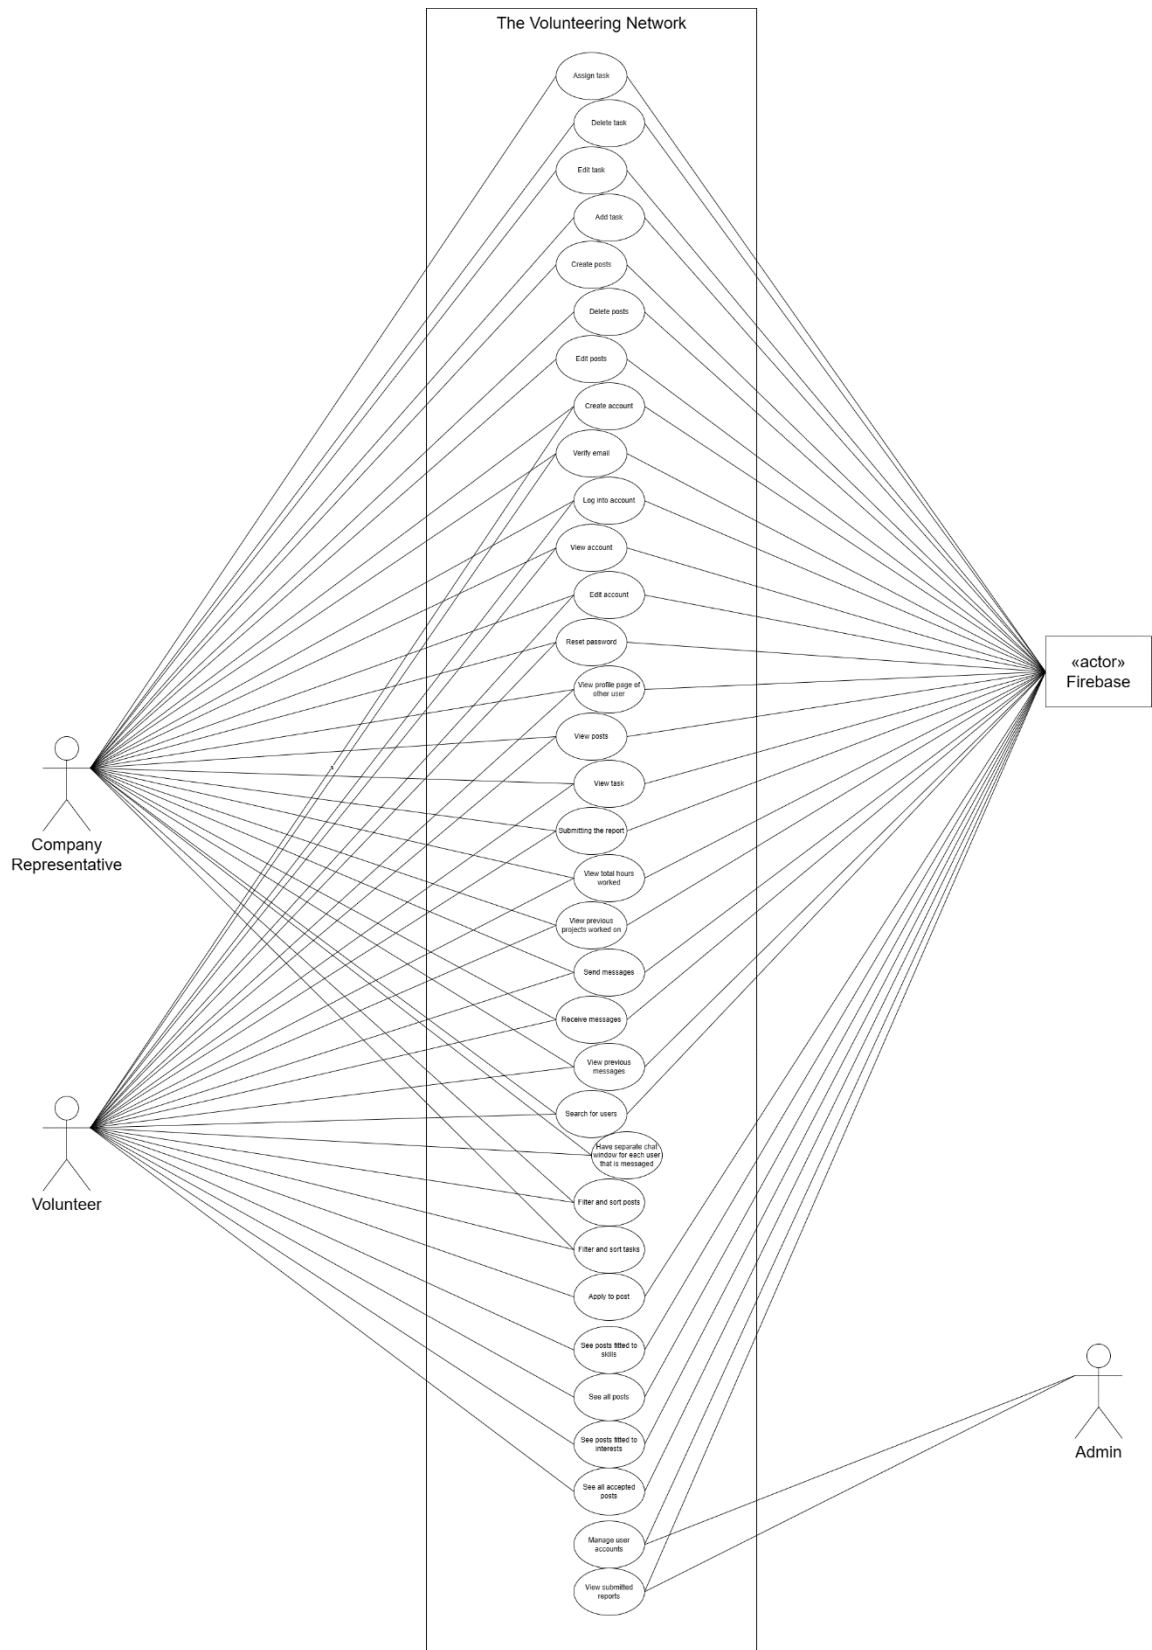 The Volunteering Network
Assign task
Delete task
Edit task
Add task
Create posts
Delete posts
Edit posts
Create account
Verify email
Log into account
View account
Edit account
Reset password
View profile page of
other user
View posts
View task
Submitting the report
View total hours
worked
View previous
projects worked on
Send messages
Receive messages
View previous
messages
Search for users
Have separate chat
window for each user
that is messaged
Filter and sort posts
Filter and sort tasks
Apply to post
See posts fitted to
skills
See all posts
See posts fitted to
interests
See all accepted
posts
Manage user
accounts
View submitted
reports
Company
Representative
Volunteer
«actor»
Firebase
Admin